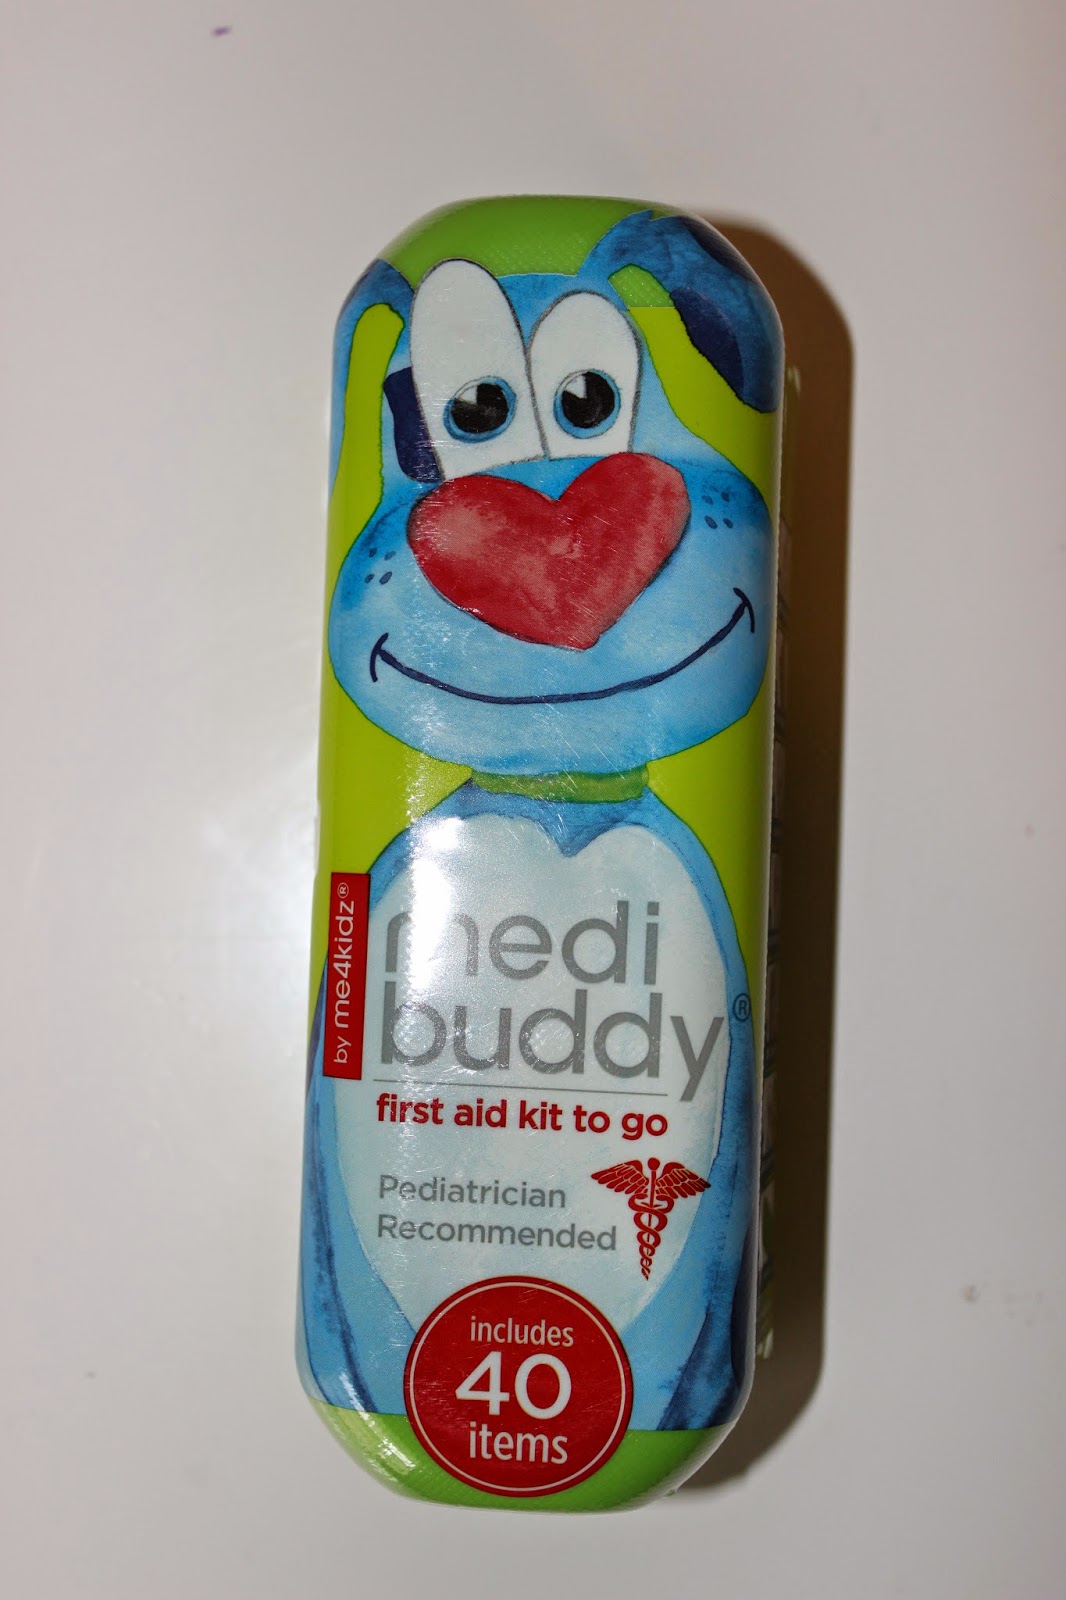 by me4kidz®
medi
buddy®
first aid kit to go
Pediatrician
Recommended
includes
40
items